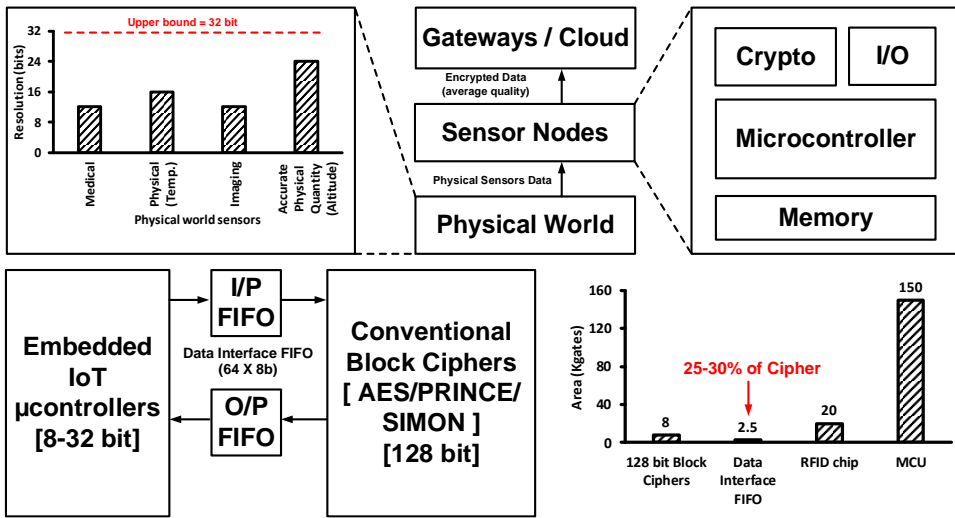 Upper bound = 32 bit
Resolution (bits)
32
24
16
8
0
Medical
Physical
(Temp.)
Imaging
Accurate
Physical
Quantity
(Altitude)
Physical world sensors
Gateways / Cloud
Encrypted Data
(average quality)
Sensor Nodes
Physical Sensors Data
Physical World
Crypto
I/O
Microcontroller
Memory
Embedded
IoT
µcontrollers
[8-32 bit]
I/P
FIFO
Data Interface FIFO
(64 X 8b)
O/P
FIFO
Conventional
Block Ciphers
[ AES/PRINCE/
SIMON ]
[128 bit]
Area (Kgates)
160
120
80
40
0
25-30% of Cipher
8
2.5
20
150
128 bit Block
Ciphers
Data
Interface
FIFO
RFID chip
MCU